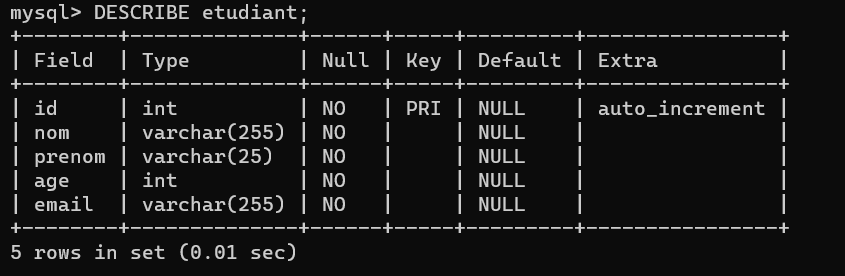 mysql> DESCRIBE etudiant;
+--------+--------------+------+-----+---------+----------------+
| Field  | Type         | Null | Key | Default | Extra          |
+--------+--------------+------+-----+---------+----------------+
| id     | int          | NO   | PRI | NULL    | auto_increment |
| nom    | varchar(255) | NO   |     | NULL    |                |
| prenom | varchar(25)  | NO   |     | NULL    |                |
| age    | int          | NO   |     | NULL    |                |
| email  | varchar(255) | NO   |     | NULL    |                |
+--------+--------------+------+-----+---------+----------------+
5 rows in set (0.01 sec)